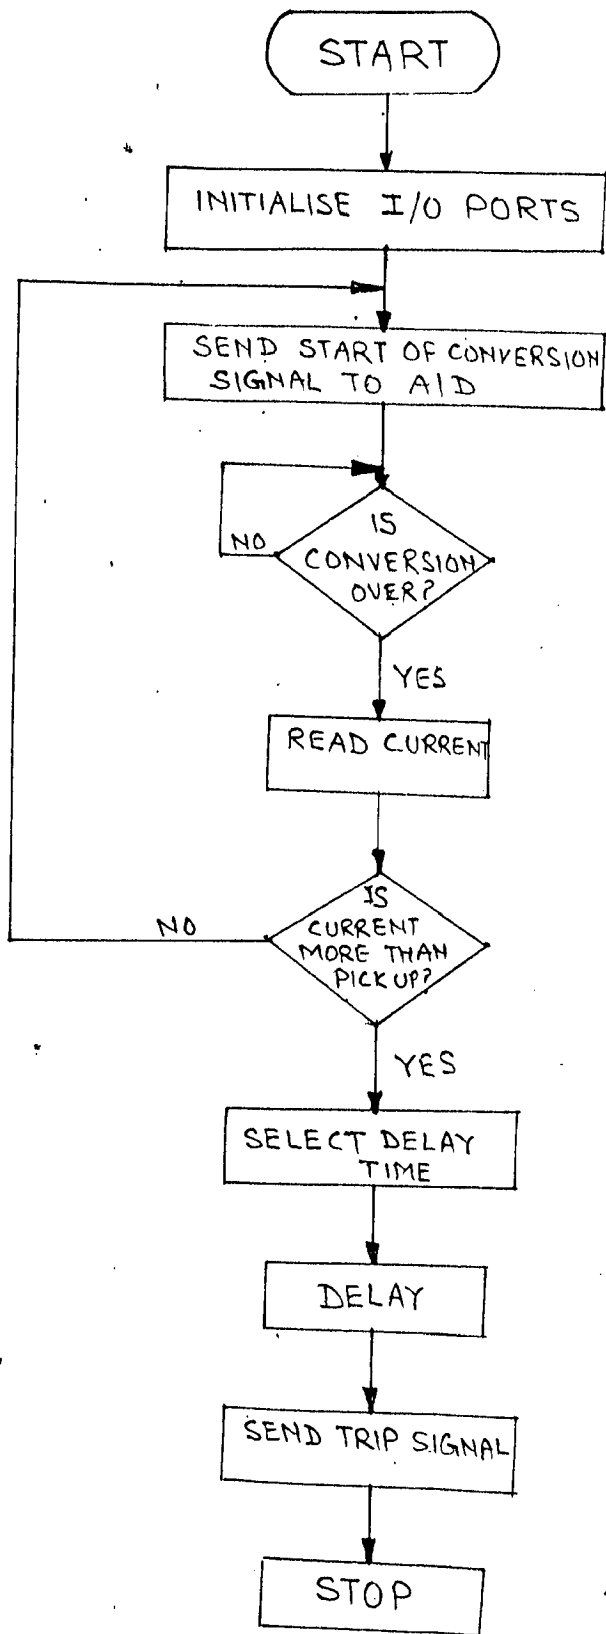 START
INITIALISE I/O PORTS
SEND START OF CONVERSION
SIGNAL TO A/D
IS
CONVERSION
OVER?
NO
YES
READ CURRENT
IS
CURRENT
MORE THAN
PICK UP?
NO
YES
SELECT DELAY
TIME
DELAY
SEND TRIP SIGNAL
STOP